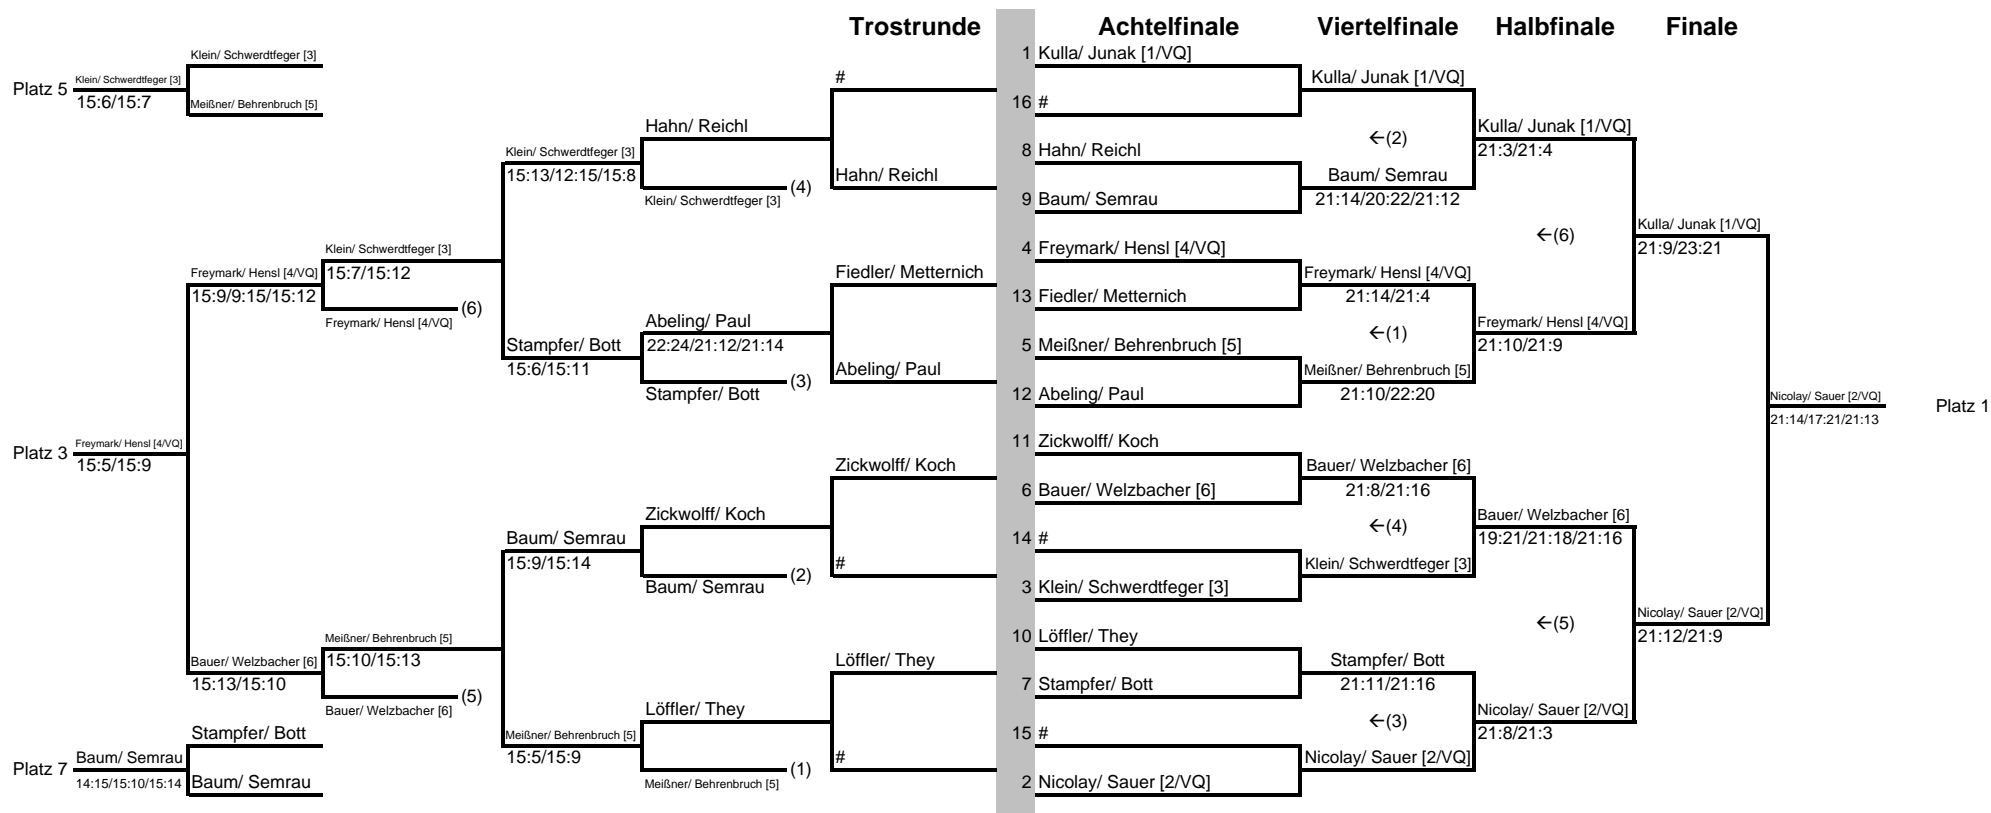 Trostrunde Achtelfinale Viertelfinale Halbfinale Finale
Klein/ Schwerdtfeger [3]
Platz 5 Klein/ Schwerdtfeger [3]
15:6/15:7
Meißner/ Behrenbruch [5]
Freymark/ Hensl [4/VQ]
15:9/9:15/15:12
Platz 3 Freymark/ Hensl [4/VQ]
15:5/15:9
Bauer/ Welzbacher [6]
15:13/15:10
Stampfer/ Bott
Platz 7 Baum/ Semrau
14:15/15:10/15:14
Baum/ Semrau
Klein/ Schwerdtfeger [3]
15:7/15:12
(6)
Freymark/ Hensl [4/VQ]
Meißner/ Behrenbruch [5]
15:10/15:13
(5)
Bauer/ Welzbacher [6]
Klein/ Schwerdtfeger [3]
15:13/12:15/15:8
Stampfer/ Bott
15:6/15:11
Baum/ Semrau
15:9/15:14
Meißner/ Behrenbruch [5]
15:5/15:9
Hahn/ Reichl
(4)
Klein/ Schwerdtfeger [3]
Abeling/ Paul
22:24/21:12/21:14
(3)
Stampfer/ Bott
Zickwolff/ Koch
(2)
Baum/ Semrau
Löffler/ They
(1)
Meißner/ Behrenbruch [5]
#
Hahn/ Reichl
Fiedler/ Metternich
Abeling/ Paul
Zickwolff/ Koch
#
Löffler/ They
#
1 Kulla/ Junak [1/VQ]
16 #
8 Hahn/ Reichl
9 Baum/ Semrau
4 Freymark/ Hensl [4/VQ]
13 Fiedler/ Metternich
5 Meißner/ Behrenbruch [5]
12 Abeling/ Paul
11 Zickwolff/ Koch
6 Bauer/ Welzbacher [6]
14 #
3 Klein/ Schwerdtfeger [3]
10 Löffler/ They
7 Stampfer/ Bott
15 #
2 Nicolay/ Sauer [2/VQ]
Kulla/ Junak [1/VQ]
←(2)
Baum/ Semrau
21:14/20:22/21:12
Freymark/ Hensl [4/VQ]
21:14/21:4
←(1)
Meißner/ Behrenbruch [5]
21:10/22:20
Bauer/ Welzbacher [6]
21:8/21:16
←(4)
Klein/ Schwerdtfeger [3]
Stampfer/ Bott
21:11/21:16
←(3)
Nicolay/ Sauer [2/VQ]
Kulla/ Junak [1/VQ]
21:3/21:4
←(6)
Freymark/ Hensl [4/VQ]
21:10/21:9
Bauer/ Welzbacher [6]
19:21/21:18/21:16
←(5)
Nicolay/ Sauer [2/VQ]
21:8/21:3
Kulla/ Junak [1/VQ]
21:9/23:21
Nicolay/ Sauer [2/VQ]
21:12/21:9
Nicolay/ Sauer [2/VQ]
21:14/17:21/21:13
Platz 1